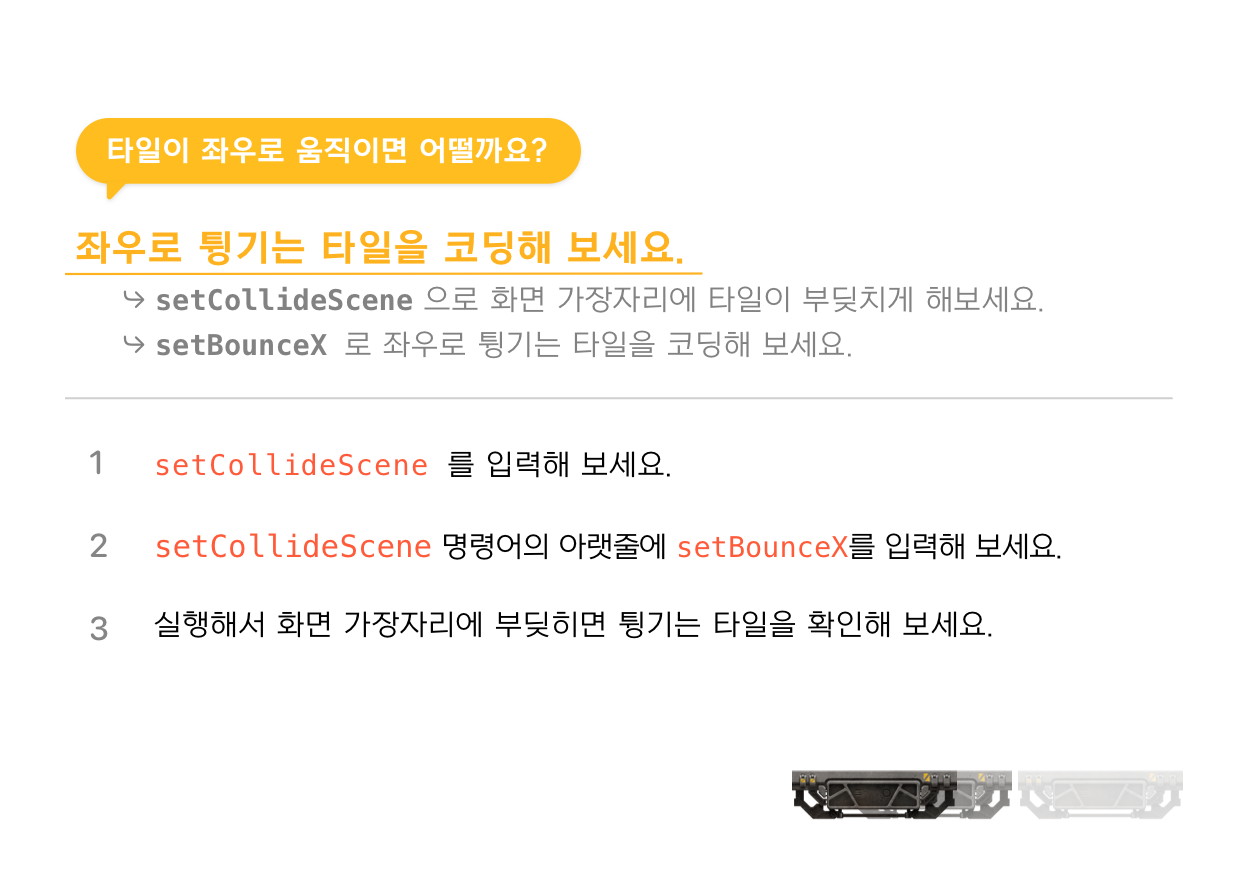 타일이 좌우로 움직이면 어떨까요?
좌우로 튕기는 타일을 코딩해 보세요.
↪ setCollideScene 으로 화면 가장자리에 타일이 부딪치게 해보세요.
↪ setBounceX 로 좌우로 튕기는 타일을 코딩해 보세요.
1 setCollideScene 를 입력해 보세요.
2 setCollideScene 명령어의 아랫줄에 setBounceX를 입력해 보세요.
3 실행해서 화면 가장자리에 부딪히면 튕기는 타일을 확인해 보세요.